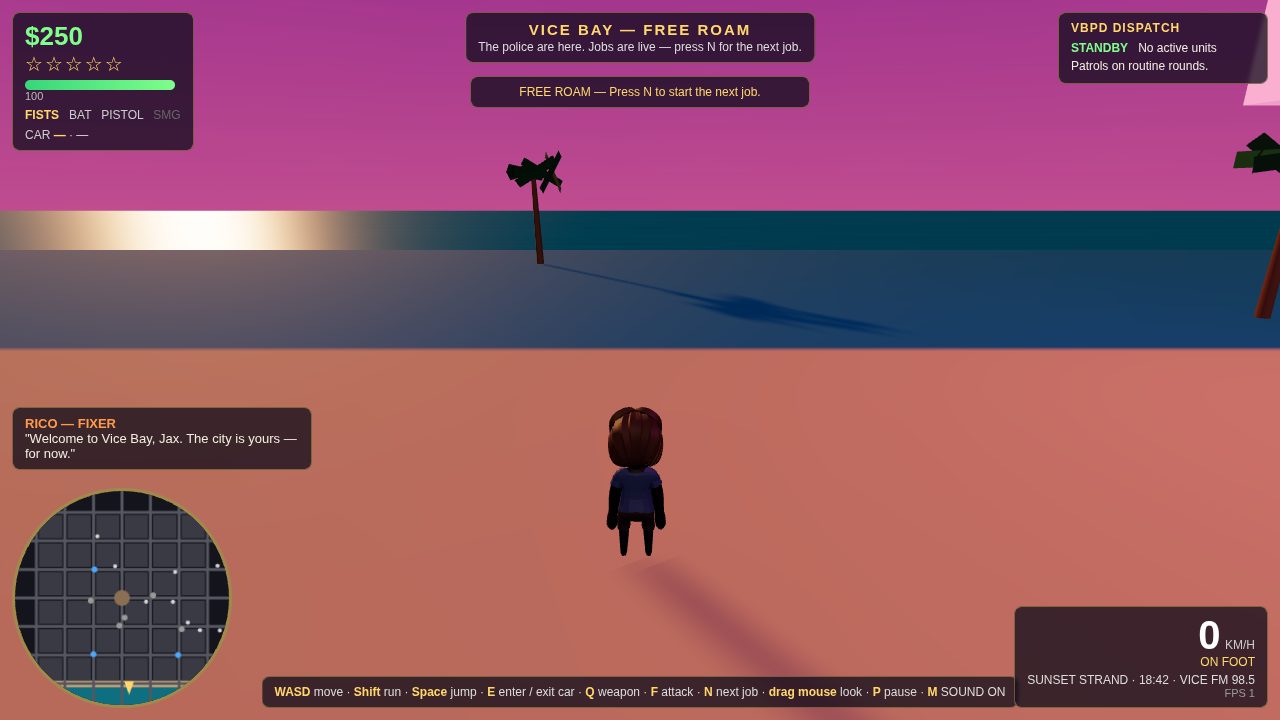 $250
☆☆☆☆☆
100
FISTS BAT PISTOL SMG
CAR — · —
VICE BAY — FREE ROAM
The police are here. Jobs are live — press N for the next job.
FREE ROAM — Press N to start the next job.
VBPD DISPATCH
STANDBY No active units
Patrols on routine rounds.
RICO — FIXER
"Welcome to Vice Bay, Jax. The city is yours —
for now."
WASD move · Shift run · Space jump · E enter / exit car · Q weapon · F attack · N next job · drag mouse look · P pause · M SOUND ON
0 KM/H
ON FOOT
SUNSET STRAND · 18:42 · VICE FM 98.5
FPS 1